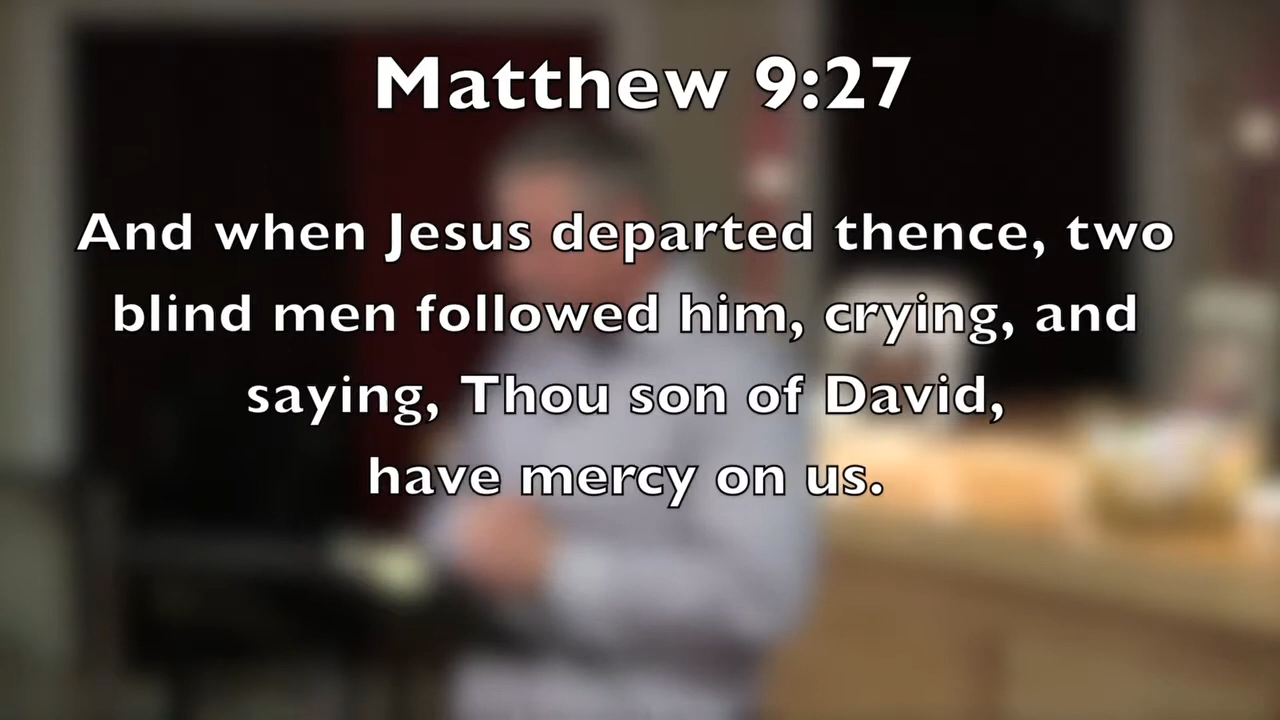 Matthew 9:27
And when Jesus departed thence, two
blind men followed him, crying, and
saying, Thou son of David,
have mercy on us.